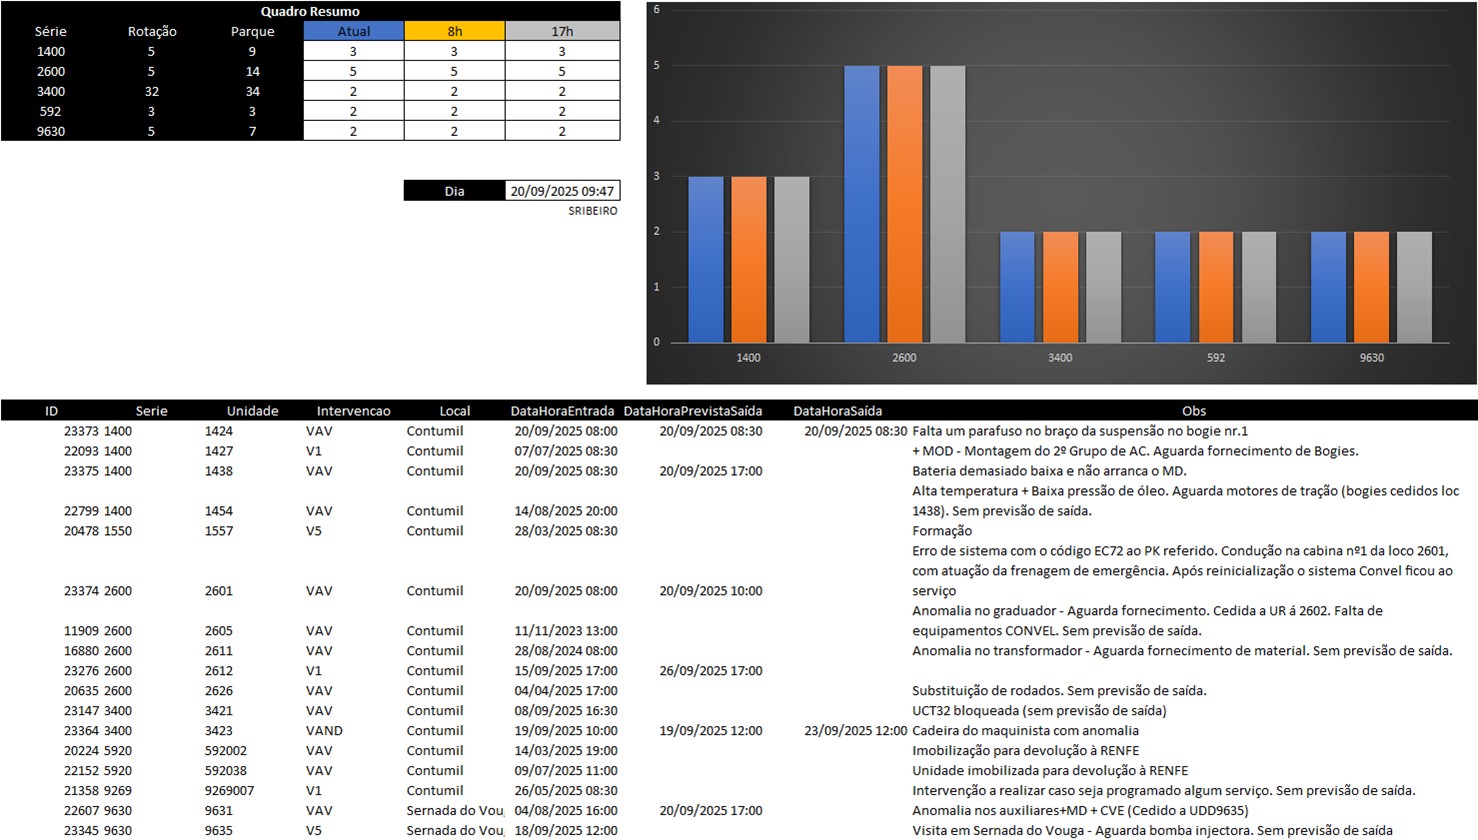 Quadro Resumo
Série Rotação Parque Atual 8h 17h
1400 5 9 3 3 3
2600 5 14 5 5 5
3400 32 34 2 2 2
592 3 3 2 2 2
9630 5 7 2 2 2
Dia 20/09/2025 09:47
SRIBEIRO
6
5
4
3
2
1
0
1400 2600 3400 592 9630
ID Serie Unidade Intervencao Local DataHoraEntrada DataHoraPrevistaSaída DataHoraSaída Obs
23373 1400 1424 VAV Contumil 20/09/2025 08:00 20/09/2025 08:30 20/09/2025 08:30 Falta um parafuso no braço da suspensão no bogie nr.1
22093 1400 1427 V1 Contumil 07/07/2025 08:30 + MOD - Montagem do 2º Grupo de AC. Aguarda fornecimento de Bogies.
23375 1400 1438 VAV Contumil 20/09/2025 08:30 20/09/2025 17:00 Bateria demasiado baixa e não arranca o MD.
Alta temperatura + Baixa pressão de óleo. Aguarda motores de tração (bogies cedidos loc
22799 1400 1454 VAV Contumil 14/08/2025 20:00 1438). Sem previsão de saída.
20478 1550 1557 V5 Contumil 28/03/2025 08:30 Formação
Erro de sistema com o código EC72 ao PK referido. Condução na cabina nº1 da loco 2601,
com atuação da frenagem de emergência. Após reinicialização o sistema Convel ficou ao
23374 2600 2601 VAV Contumil 20/09/2025 08:00 20/09/2025 10:00 serviço
Anomalia no graduador - Aguarda fornecimento. Cedida a UR á 2602. Falta de
11909 2600 2605 VAV Contumil 11/11/2023 13:00 equipamentos CONVEL. Sem previsão de saída.
16880 2600 2611 VAV Contumil 28/08/2024 08:00 Anomalia no transformador - Aguarda fornecimento de material. Sem previsão de saída.
23276 2600 2612 V1 Contumil 15/09/2025 17:00 26/09/2025 17:00
20635 2600 2626 VAV Contumil 04/04/2025 17:00 Substituição de rodados. Sem previsão de saída.
23147 3400 3421 VAV Contumil 08/09/2025 16:30 UCT32 bloqueada (sem previsão de saída)
23364 3400 3423 VAND Contumil 19/09/2025 10:00 19/09/2025 12:00 23/09/2025 12:00 Cadeira do maquinista com anomalia
20224 5920 592002 VAV Contumil 14/03/2025 19:00 Imobilização para devolução à RENFE
22152 5920 592038 VAV Contumil 09/07/2025 11:00 Unidade imobilizada para devolução à RENFE
21358 9269 9269007 V1 Contumil 26/05/2025 08:30 Intervenção a realizar caso seja programado algum serviço. Sem previsão de saída.
22607 9630 9631 VAV Sernada do Vou 04/08/2025 16:00 20/09/2025 17:00 Anomalia nos auxiliares+MD + CVE (Cedido a UDD9635)
23345 9630 9635 V5 Sernada do Vou 18/09/2025 12:00 Visita em Sernada do Vouga - Aguarda bomba injectora. Sem previsão de saída